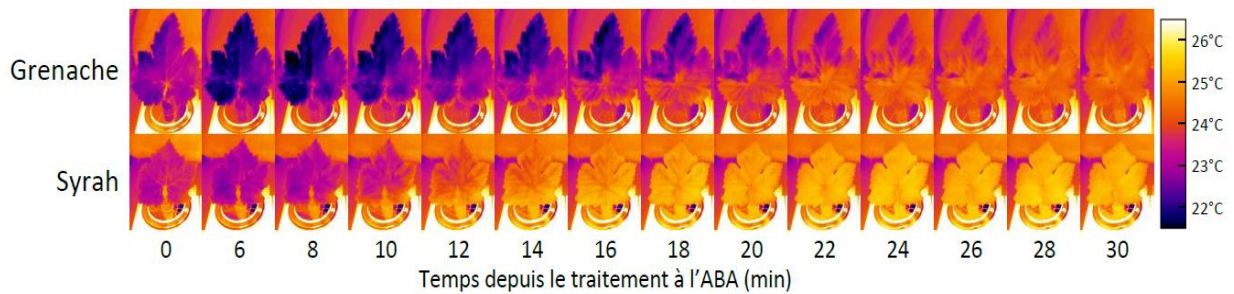 Grenache
Syrah
26°C
25°C
24°C
23°C
22°C
0 6 8 10 12 14 16 18 20 22 24 26 28 30
Temps depuis le traitement à l'ABA (min)